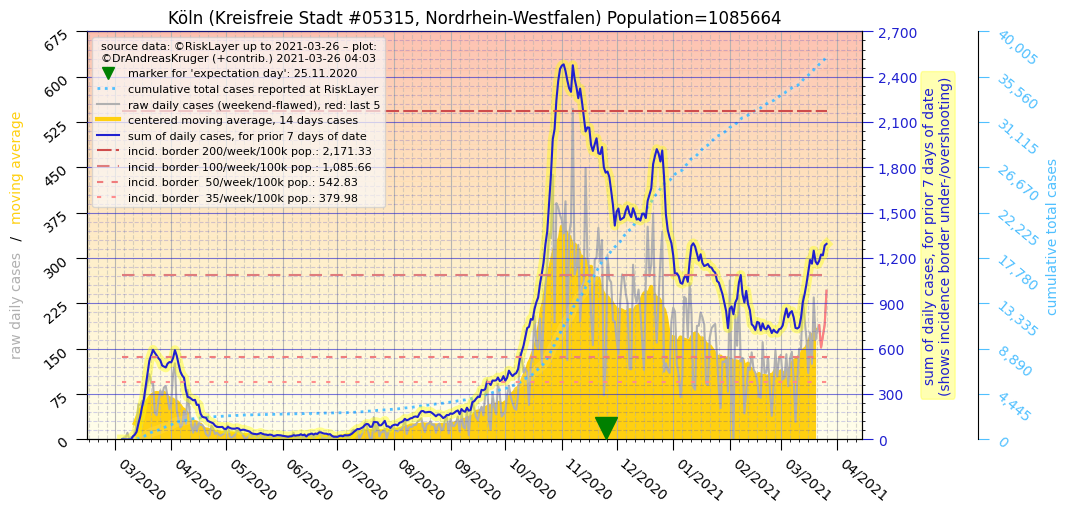 Köln (Kreisfreie Stadt #05315, Nordrhein-Westfalen) Population=1085664
source data: ©RiskLayer up to 2021-03-26 – plot:
©DrAndreasKruger (+contrib.) 2021-03-26 04:03
marker for 'expectation day': 25.11.2020
cumulative total cases reported at RiskLayer
raw daily cases (weekend-flawed), red: last 5
centered moving average, 14 days cases
sum of daily cases, for prior 7 days of date
incid. border 200/week/100k pop.: 2,171.33
incid. border 100/week/100k pop.: 1,085.66
incid. border  50/week/100k pop.: 542.83
incid. border  35/week/100k pop.: 379.98
raw daily cases / moving average
675
600
525
450
375
300
225
150
75
0
03/2020
04/2020
05/2020
06/2020
07/2020
08/2020
09/2020
10/2020
11/2020
12/2020
01/2021
02/2021
03/2021
04/2021
2,700
2,400
2,100
1,800
1,500
1,200
900
600
300
0
sum of daily cases, for prior 7 days of date
(shows incidence border under-/overshooting)
40,005
35,560
31,115
26,670
22,225
17,780
13,335
8,890
4,445
0
cumulative total cases